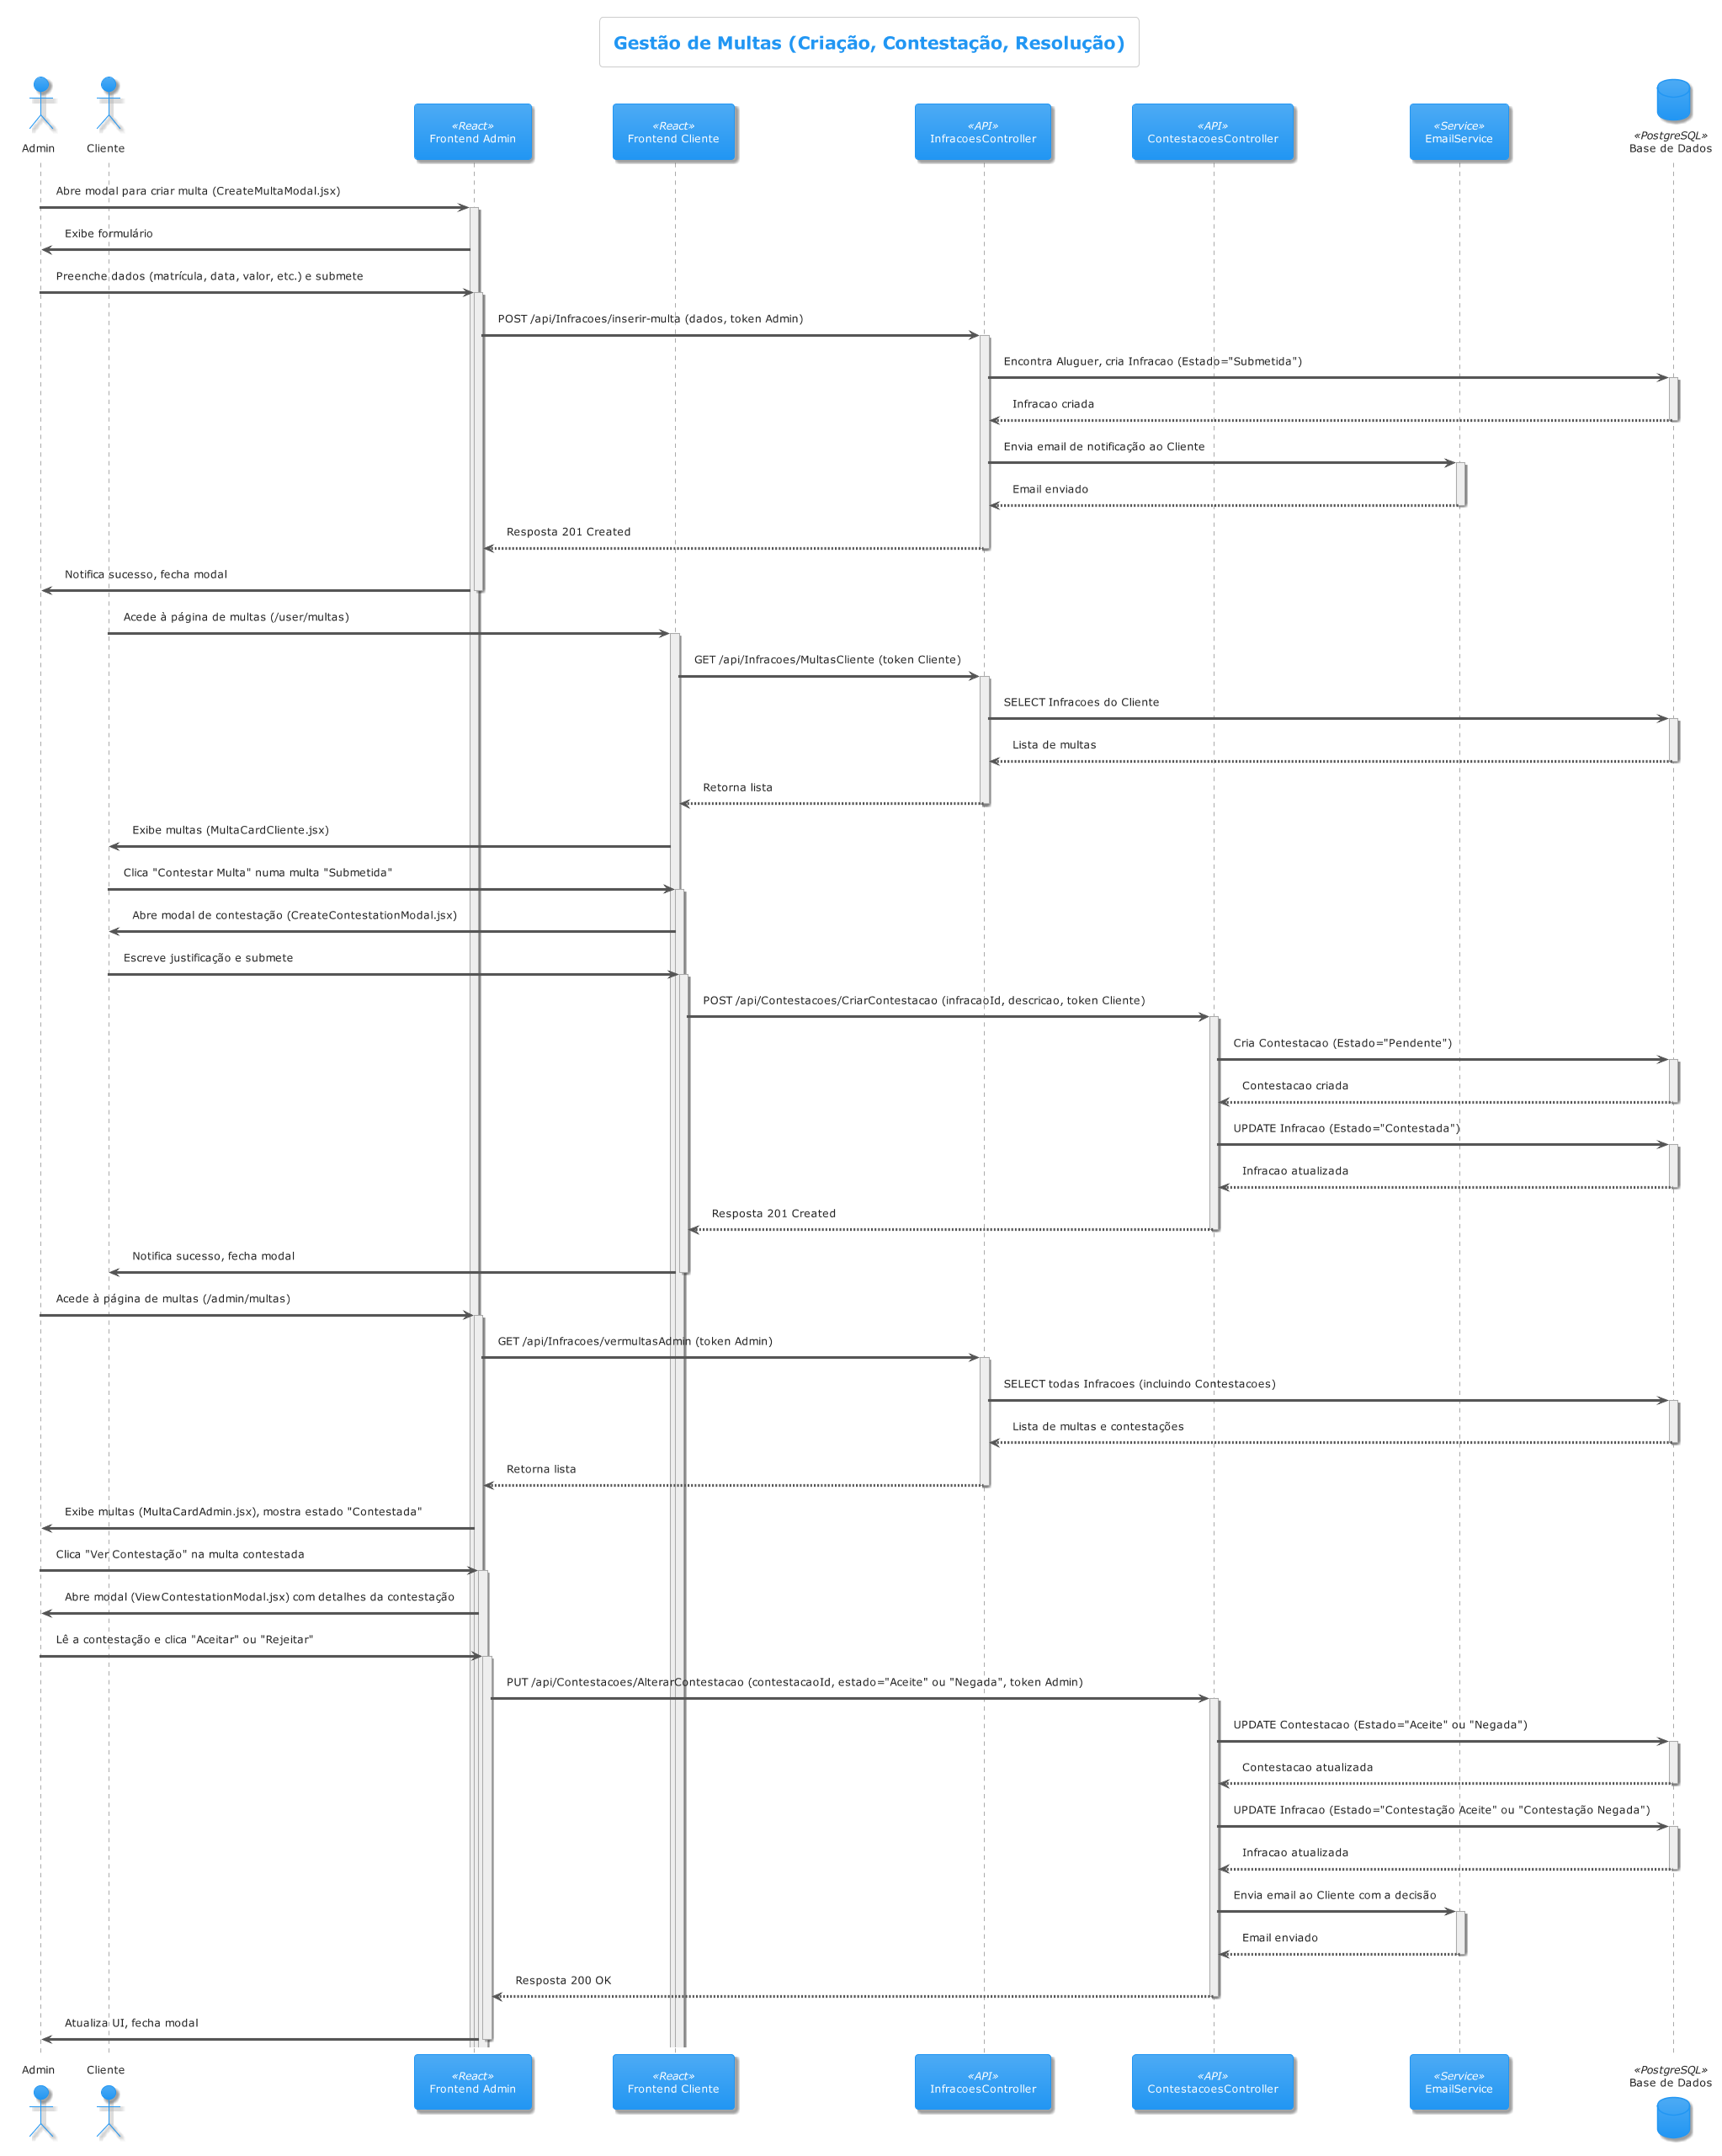 Gestão de Multas (Criação, Contestação, Resolução)
Admin
Cliente
«React»
Frontend Admin
«React»
Frontend Cliente
«API»
InfracoesController
«API»
ContestacoesController
«Service»
EmailService
«PostgreSQL»
Base de Dados
Abre modal para criar multa (CreateMultaModal.jsx)
Exibe formulário
Preenche dados (matrícula, data, valor, etc.) e submete
POST /api/Infracoes/inserir-multa (dados, token Admin)
Encontra Aluguer, cria Infracao (Estado="Submetida")
Infracao criada
Envia email de notificação ao Cliente
Email enviado
Resposta 201 Created
Notifica sucesso, fecha modal
Acede à página de multas (/user/multas)
GET /api/Infracoes/MultasCliente (token Cliente)
SELECT Infracoes do Cliente
Lista de multas
Retorna lista
Exibe multas (MultaCardCliente.jsx)
Clica "Contestar Multa" numa multa "Submetida"
Abre modal de contestação (CreateContestationModal.jsx)
Escreve justificação e submete
POST /api/Contestacoes/CriarContestacao (infracaoId, descricao, token Cliente)
Cria Contestacao (Estado="Pendente")
Contestacao criada
UPDATE Infracao (Estado="Contestada")
Infracao atualizada
Resposta 201 Created
Notifica sucesso, fecha modal
Acede à página de multas (/admin/multas)
GET /api/Infracoes/vermultasAdmin (token Admin)
SELECT todas Infracoes (incluindo Contestacoes)
Lista de multas e contestações
Retorna lista
Exibe multas (MultaCardAdmin.jsx), mostra estado "Contestada"
Clica "Ver Contestação" na multa contestada
Abre modal (ViewContestationModal.jsx) com detalhes da contestação
Lê a contestação e clica "Aceitar" ou "Rejeitar"
PUT /api/Contestacoes/AlterarContestacao (contestacaoId, estado="Aceite" ou "Negada", token Admin)
UPDATE Contestacao (Estado="Aceite" ou "Negada")
Contestacao atualizada
UPDATE Infracao (Estado="Contestação Aceite" ou "Contestação Negada")
Infracao atualizada
Envia email ao Cliente com a decisão
Email enviado
Resposta 200 OK
Atualiza UI, fecha modal
Admin
Cliente
«React»
Frontend Admin
«React»
Frontend Cliente
«API»
InfracoesController
«API»
ContestacoesController
«Service»
EmailService
«PostgreSQL»
Base de Dados